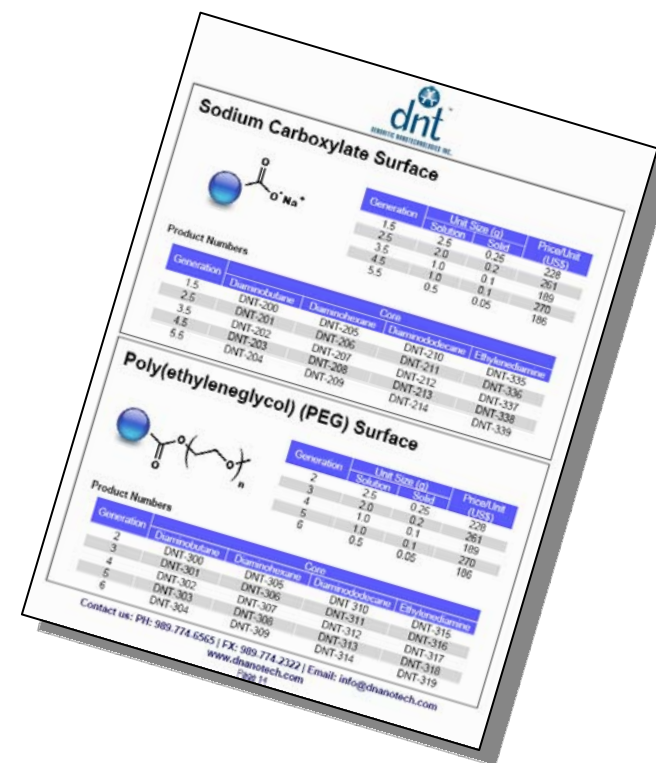 dnt
DENDRITIC NANOTECHNOLOGIES INC.
Sodium Carboxylate Surface
O
O⁻Na⁺
Generation Unit Size (g) Price/Unit (US$)
Solution Solid
1.5 2.5 0.25 228
2.5 2.0 0.2 261
3.5 1.0 0.1 189
4.5 1.0 0.1 270
5.5 0.5 0.05 186
Product Numbers
Generation Core
Diaminobutane Diaminohexane Diaminododecane Ethylenediamine
1.5 DNT-200 DNT-205 DNT-210 DNT-335
2.5 DNT-201 DNT-206 DNT-211 DNT-336
3.5 DNT-202 DNT-207 DNT-212 DNT-337
4.5 DNT-203 DNT-208 DNT-213 DNT-338
5.5 DNT-204 DNT-209 DNT-214 DNT-339
Poly(ethyleneglycol) (PEG) Surface
O
O
O
n
Generation Unit Size (g) Price/Unit (US$)
Solution Solid
2 2.5 0.25 228
3 2.0 0.2 261
4 1.0 0.1 189
5 1.0 0.1 270
6 0.5 0.05 186
Product Numbers
Generation Core
Diaminobutane Diaminohexane Diaminododecane Ethylenediamine
2 DNT-300 DNT-305 DNT 310 DNT-315
3 DNT-301 DNT-306 DNT-311 DNT-316
4 DNT-302 DNT-307 DNT-312 DNT-317
5 DNT-303 DNT-308 DNT-313 DNT-318
6 DNT-304 DNT-309 DNT-314 DNT-319
Contact us: PH: 989.774.6565 | FX: 989.774.2322 | Email: info@dnanotech.com
www.dnanotech.com
Page 14